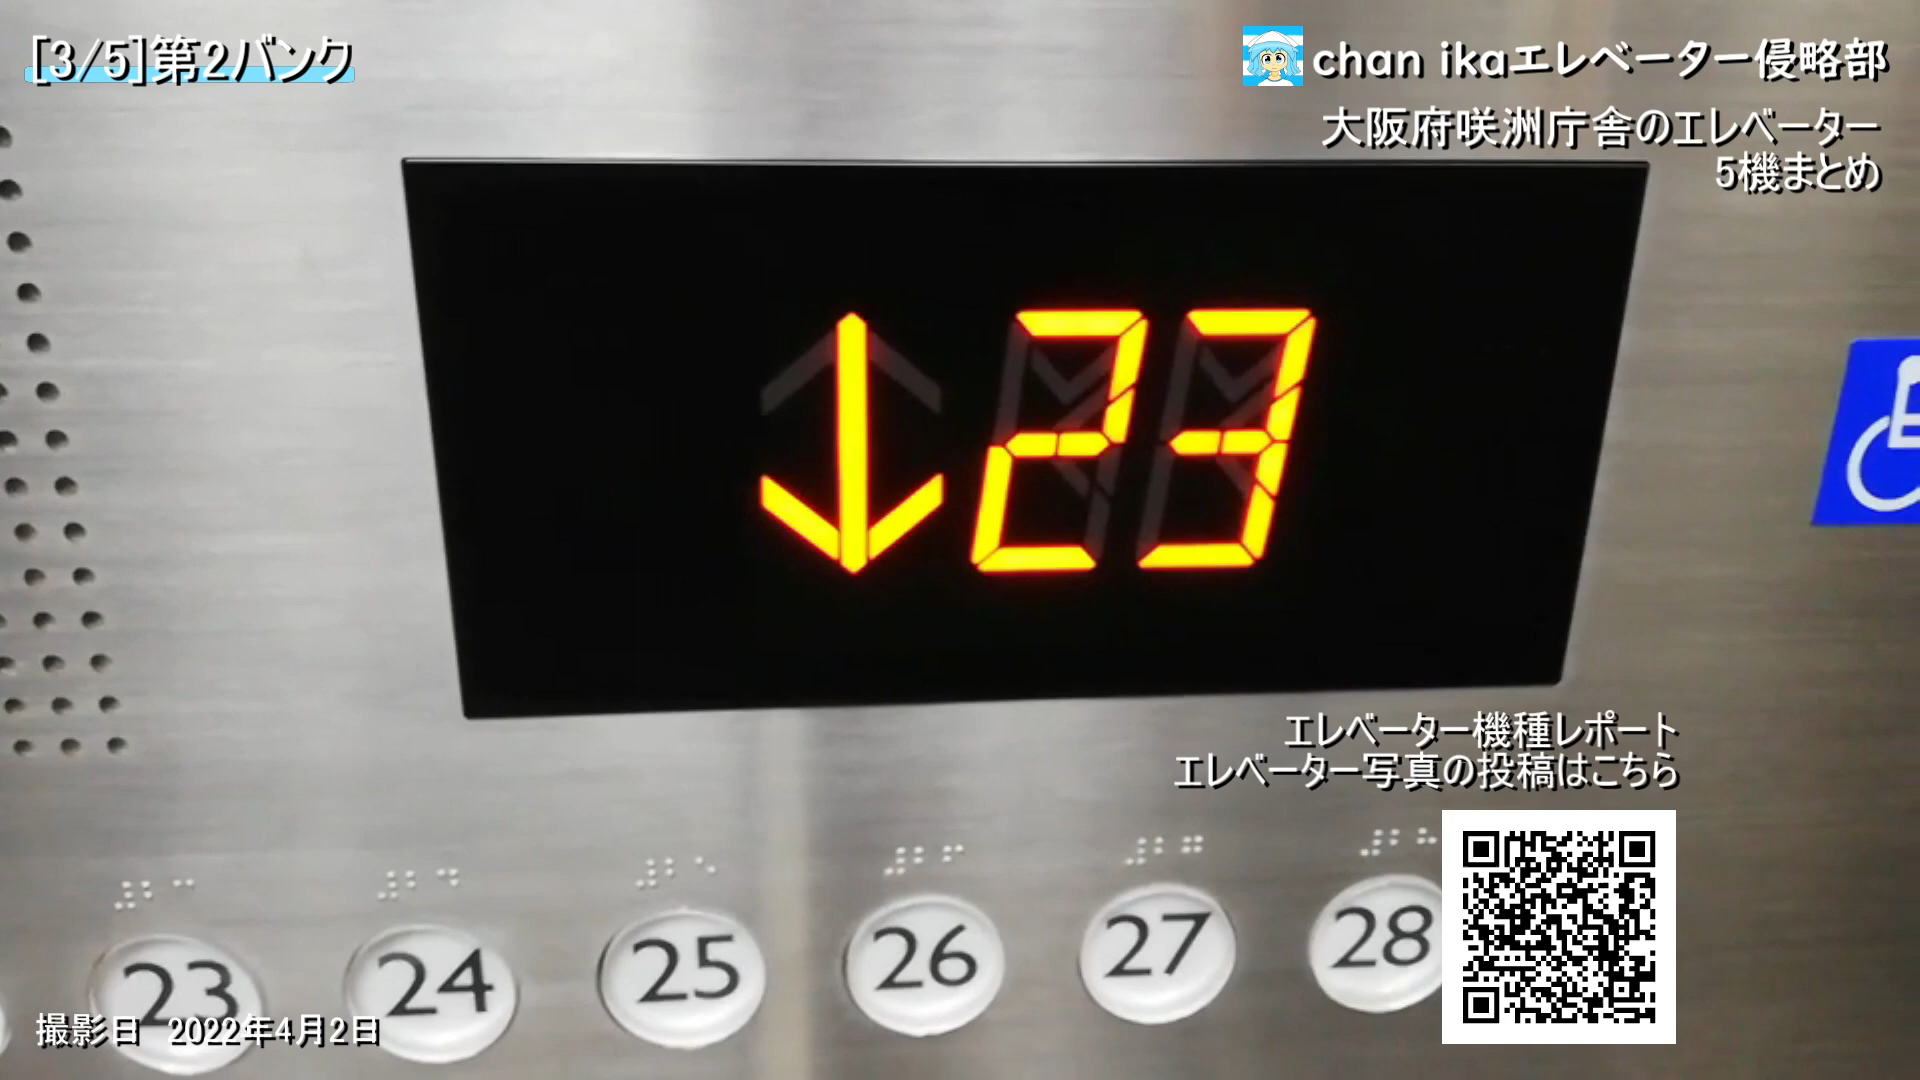 [3/5]第2バンク
chan ikaエレベーター侵略部
大阪府咲洲庁舎のエレベーター
5機まとめ
23
エレベーター機種レポート
エレベーター写真の投稿はこちら
23 24 25 26 27 28
撮影日 2022年4月2日